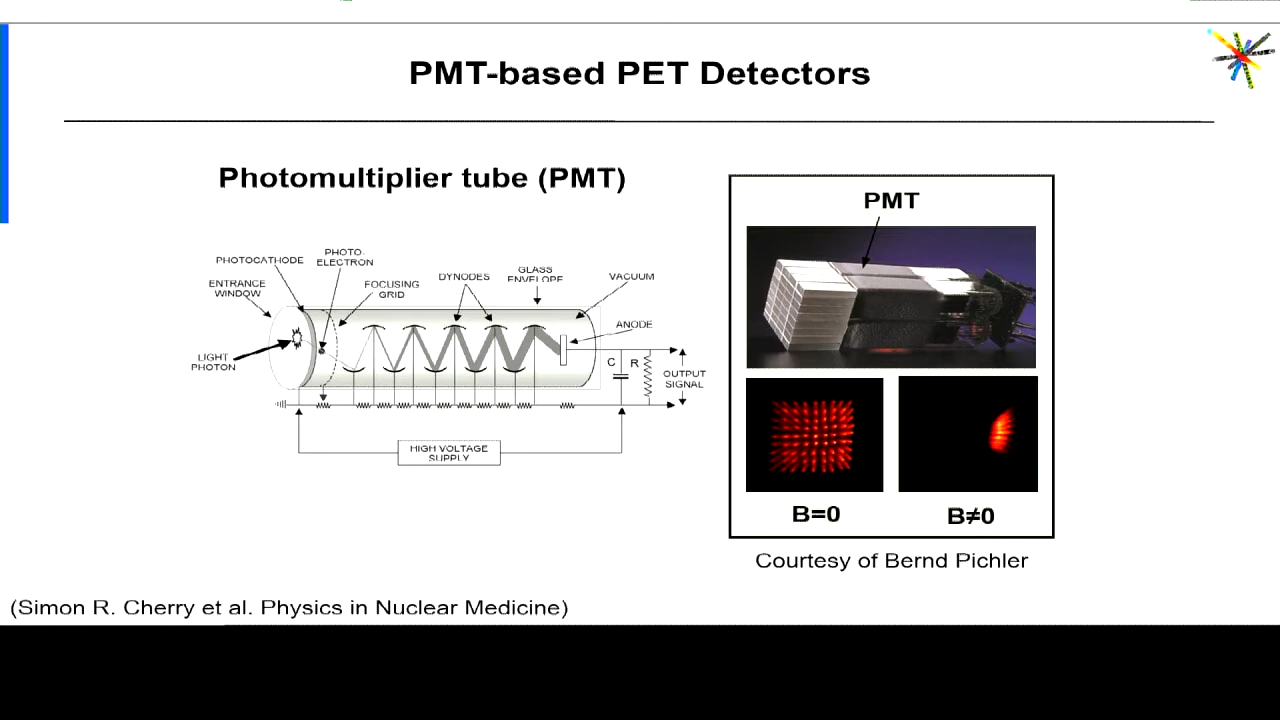 PMT-based PET Detectors
Photomultiplier tube (PMT)
PHOTOCATHODE
PHOTO-
ELECTRON
ENTRANCE
WINDOW
FOCUSING
GRID
DYNODES
GLASS
ENVELOPE
VACUUM
ANODE
LIGHT
PHOTON
C
R
OUTPUT
SIGNAL
HIGH VOLTAGE
SUPPLY
PMT
B=0
B≠0
Courtesy of Bernd Pichler
(Simon R. Cherry et al. Physics in Nuclear Medicine)